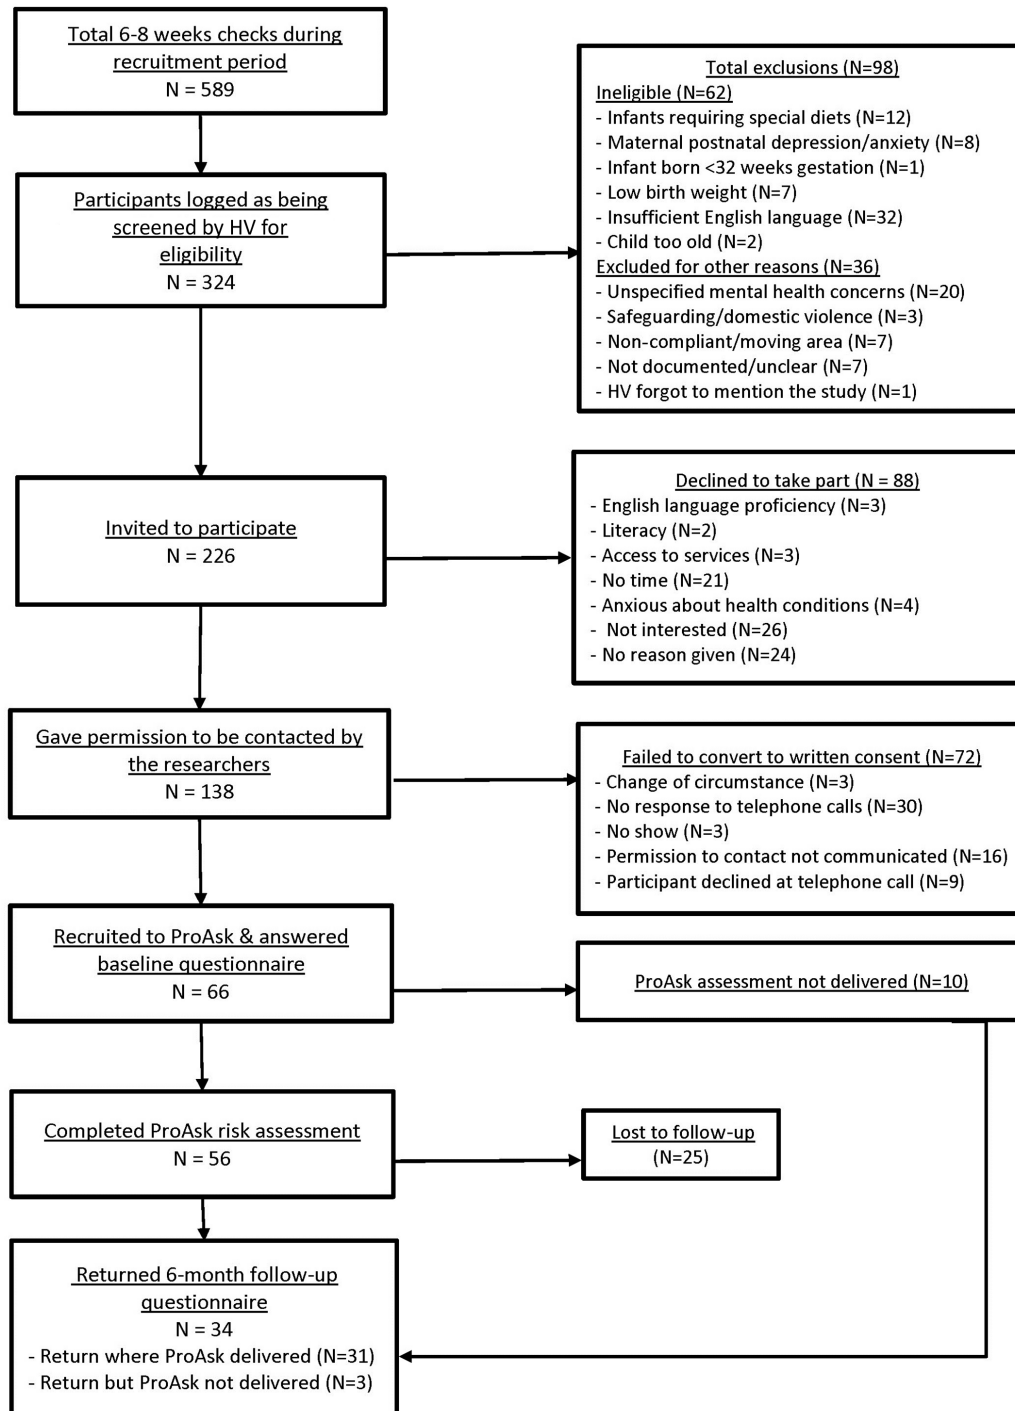 Total 6-8 weeks checks during
recruitment period
N = 589
Total exclusions (N=98)
Ineligible (N=62)
- Infants requiring special diets (N=12)
- Maternal postnatal depression/anxiety (N=8)
- Infant born <32 weeks gestation (N=1)
- Low birth weight (N=7)
- Insufficient English language (N=32)
- Child too old (N=2)
Excluded for other reasons (N=36)
- Unspecified mental health concerns (N=20)
- Safeguarding/domestic violence (N=3)
- Non-compliant/moving area (N=7)
- Not documented/unclear (N=7)
- HV forgot to mention the study (N=1)
Participants logged as being
screened by HV for
eligibility
N = 324
Invited to participate
N = 226
Declined to take part (N = 88)
- English language proficiency (N=3)
- Literacy (N=2)
- Access to services (N=3)
- No time (N=21)
- Anxious about health conditions (N=4)
- Not interested (N=26)
- No reason given (N=24)
Gave permission to be contacted by
the researchers
N = 138
Failed to convert to written consent (N=72)
- Change of circumstance (N=3)
- No response to telephone calls (N=30)
- No show (N=3)
- Permission to contact not communicated (N=16)
- Participant declined at telephone call (N=9)
Recruited to ProAsk & answered
baseline questionnaire
N = 66
ProAsk assessment not delivered (N=10)
Completed ProAsk risk assessment
N = 56
Lost to follow-up
(N=25)
Returned 6-month follow-up
questionnaire
N = 34
- Return where ProAsk delivered (N=31)
- Return but ProAsk not delivered (N=3)